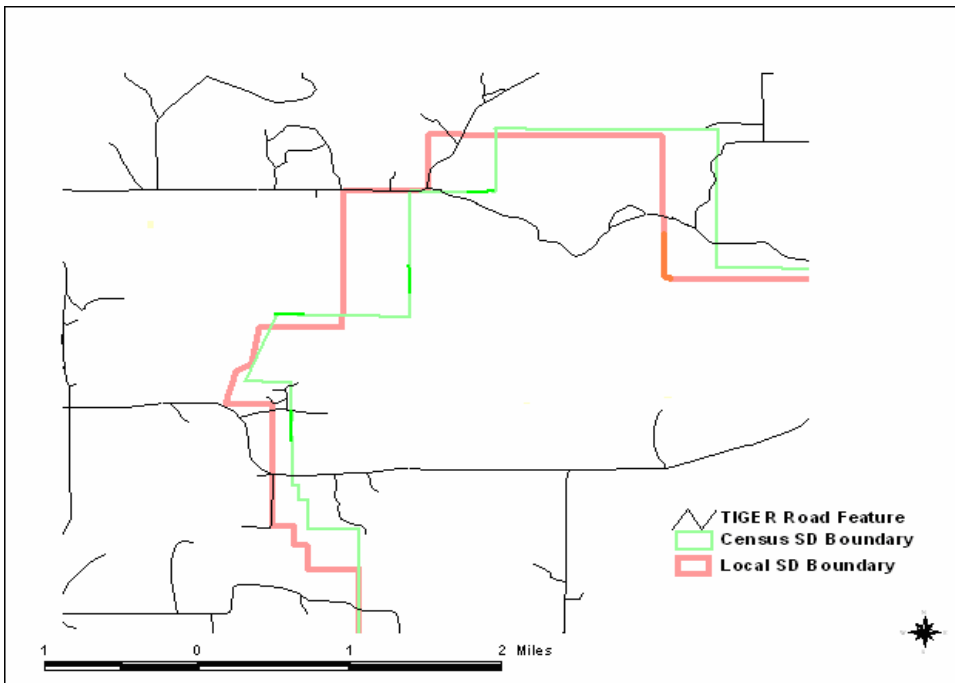 TIGER Road Feature
Census SD Boundary
Local SD Boundary
1 0 1 2 Miles